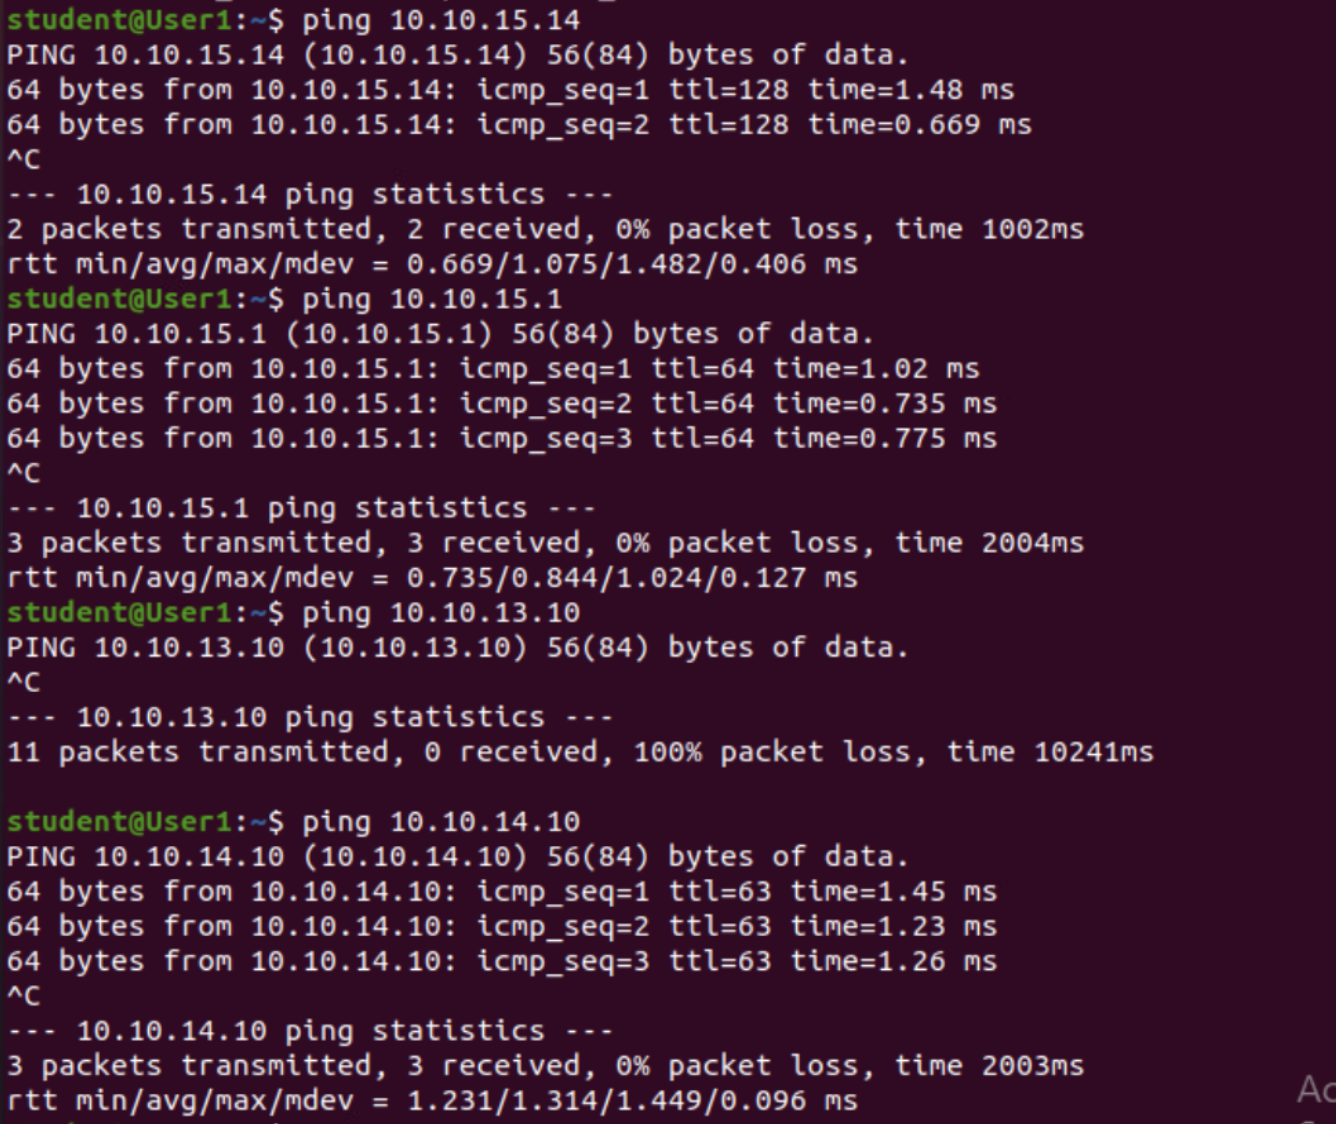 student@User1:~$ ping 10.10.15.14
PING 10.10.15.14 (10.10.15.14) 56(84) bytes of data.
64 bytes from 10.10.15.14: icmp_seq=1 ttl=128 time=1.48 ms
64 bytes from 10.10.15.14: icmp_seq=2 ttl=128 time=0.669 ms
^C
--- 10.10.15.14 ping statistics ---
2 packets transmitted, 2 received, 0% packet loss, time 1002ms
rtt min/avg/max/mdev = 0.669/1.075/1.482/0.406 ms
student@User1:~$ ping 10.10.15.1
PING 10.10.15.1 (10.10.15.1) 56(84) bytes of data.
64 bytes from 10.10.15.1: icmp_seq=1 ttl=64 time=1.02 ms
64 bytes from 10.10.15.1: icmp_seq=2 ttl=64 time=0.735 ms
64 bytes from 10.10.15.1: icmp_seq=3 ttl=64 time=0.775 ms
^C
--- 10.10.15.1 ping statistics ---
3 packets transmitted, 3 received, 0% packet loss, time 2004ms
rtt min/avg/max/mdev = 0.735/0.844/1.024/0.127 ms
student@User1:~$ ping 10.10.13.10
PING 10.10.13.10 (10.10.13.10) 56(84) bytes of data.
^C
--- 10.10.13.10 ping statistics ---
11 packets transmitted, 0 received, 100% packet loss, time 10241ms
student@User1:~$ ping 10.10.14.10
PING 10.10.14.10 (10.10.14.10) 56(84) bytes of data.
64 bytes from 10.10.14.10: icmp_seq=1 ttl=63 time=1.45 ms
64 bytes from 10.10.14.10: icmp_seq=2 ttl=63 time=1.23 ms
64 bytes from 10.10.14.10: icmp_seq=3 ttl=63 time=1.26 ms
^C
--- 10.10.14.10 ping statistics ---
3 packets transmitted, 3 received, 0% packet loss, time 2003ms
rtt min/avg/max/mdev = 1.231/1.314/1.449/0.096 ms